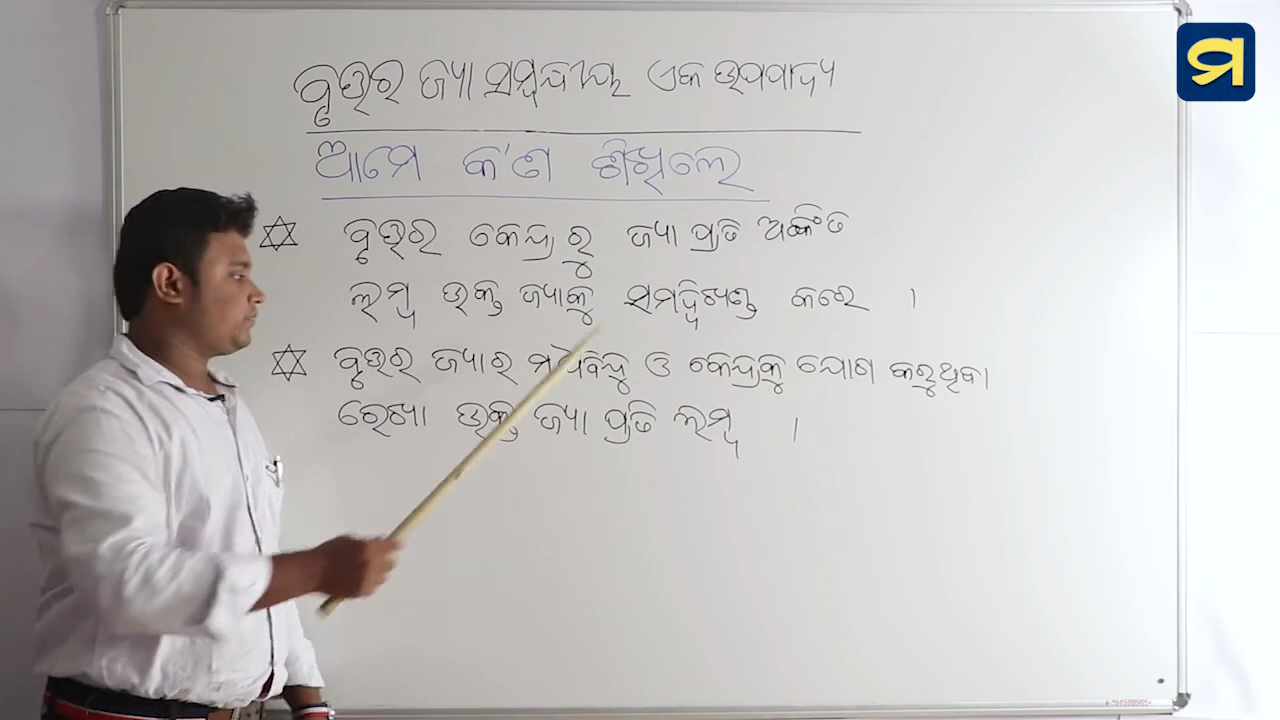 ମ
ବୃତ୍ତର ଜ୍ୟା ସମ୍ବନ୍ଧୀୟ ଏକ ଉପପାଦ୍ୟ
ଆମେ କ'ଣ ଶିଖିଲେ
ବୃତ୍ତର କେନ୍ଦ୍ରରୁ ଜ୍ୟା ପ୍ରତି ଅଙ୍କିତ
ଲମ୍ବ ଉକ୍ତ ଜ୍ୟାକୁ ସମଦ୍ୱିଖଣ୍ଡ କରେ ।
ବୃତ୍ତର ଜ୍ୟାର ମଧ୍ୟବିନ୍ଦୁ ଓ କେନ୍ଦ୍ରକୁ ଯୋଗ କରୁଥିବା
ରେଖା ଉକ୍ତ ଜ୍ୟା ପ୍ରତି ଲମ୍ବ ।